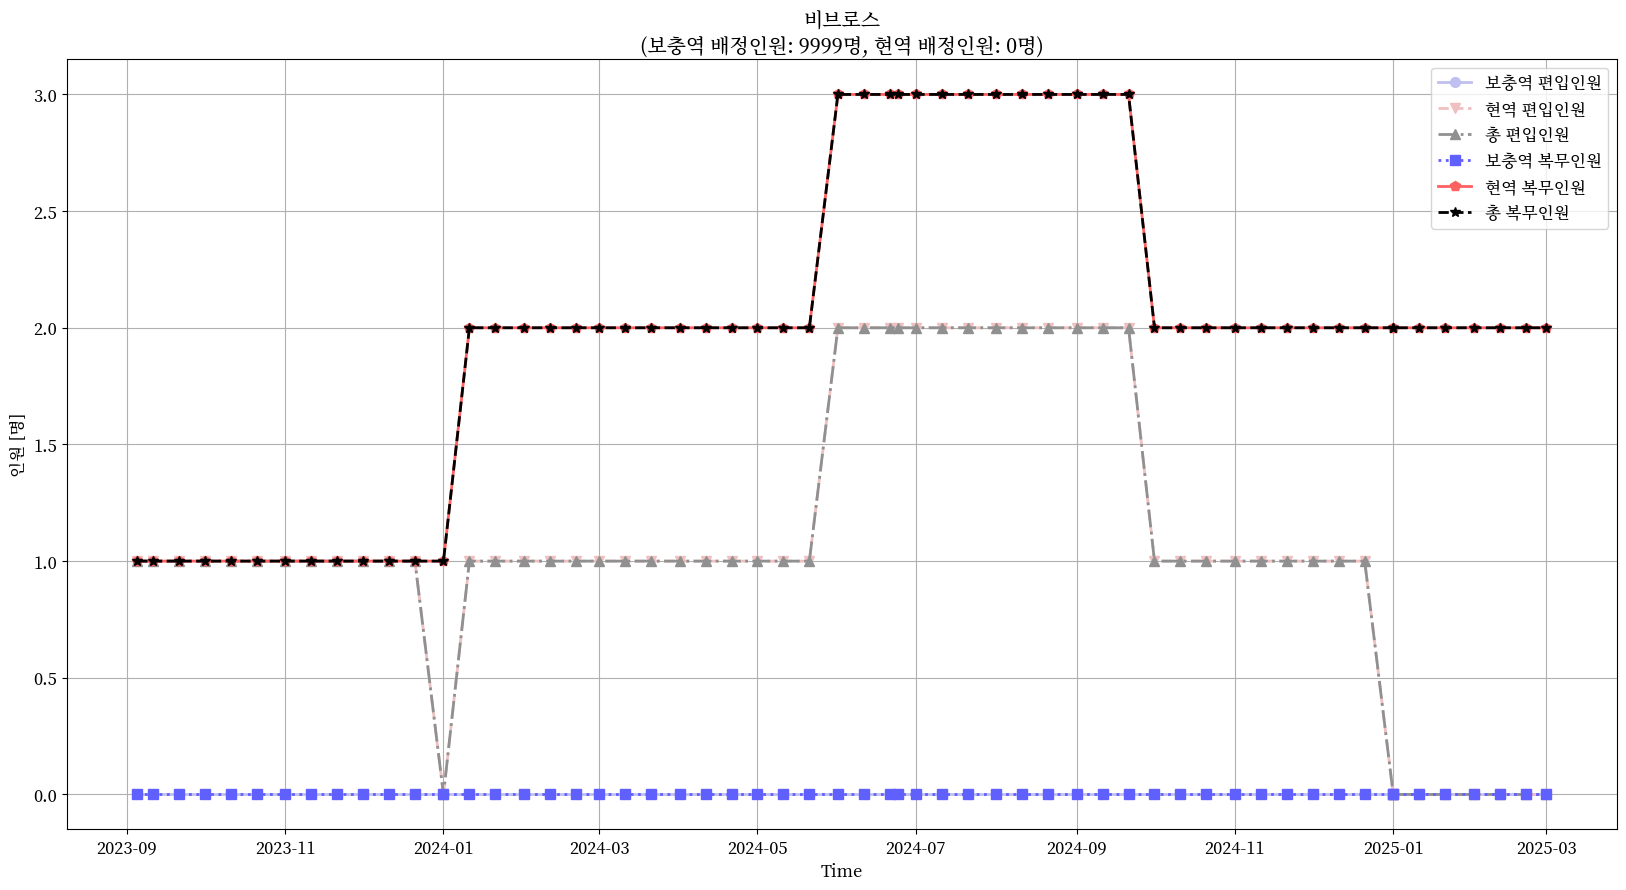 비브로스
(보충역 배정인원: 9999명, 현역 배정인원: 0명)
보충역 편입인원
현역 편입인원
총 편입인원
보충역 복무인원
현역 복무인원
총 복무인원
3.0
2.5
2.0
1.5
1.0
0.5
0.0
인원 [명]
2023-09 2023-11 2024-01 2024-03 2024-05 2024-07 2024-09 2024-11 2025-01 2025-03
Time